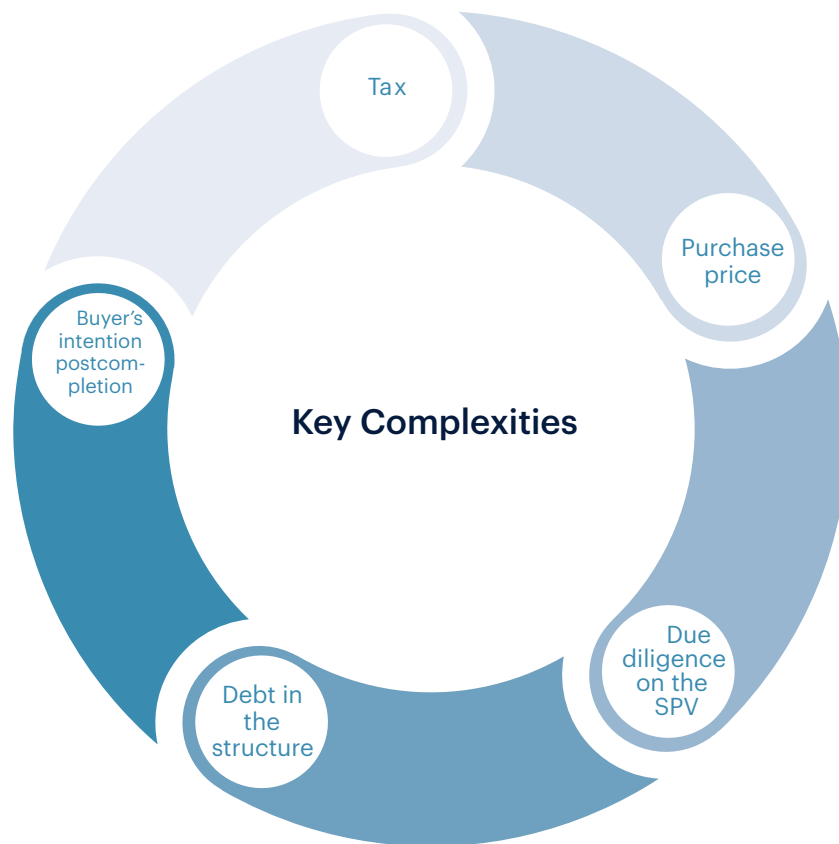 Tax
Purchase
price
Buyer’s
intention
postcom-
pletion
Key Complexities
Due
diligence
on the
SPV
Debt in
the
structure